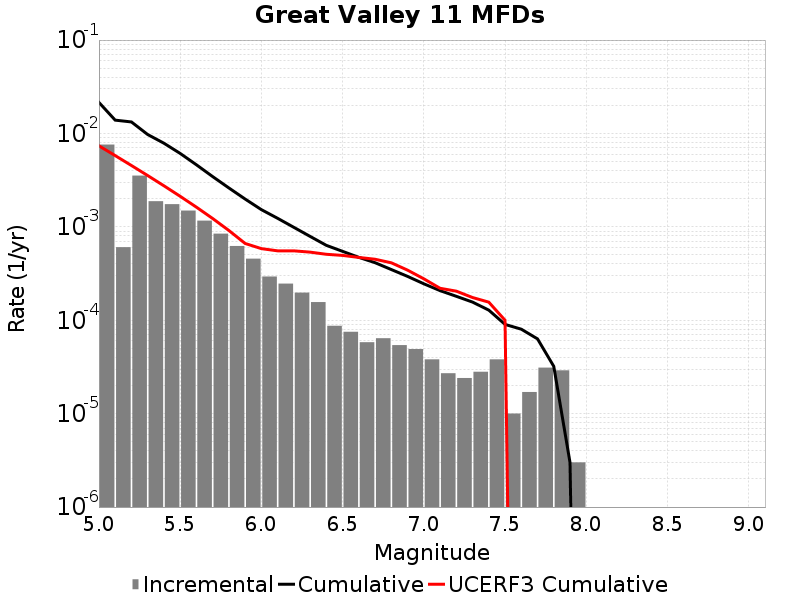 Great Valley 11 MFDs
10-1
10-2
10-3
10-4
10-5
10-6
Rate (1/yr)
5.0 5.5 6.0 6.5 7.0 7.5 8.0 8.5 9.0
Magnitude
Incremental Cumulative UCERF3 Cumulative